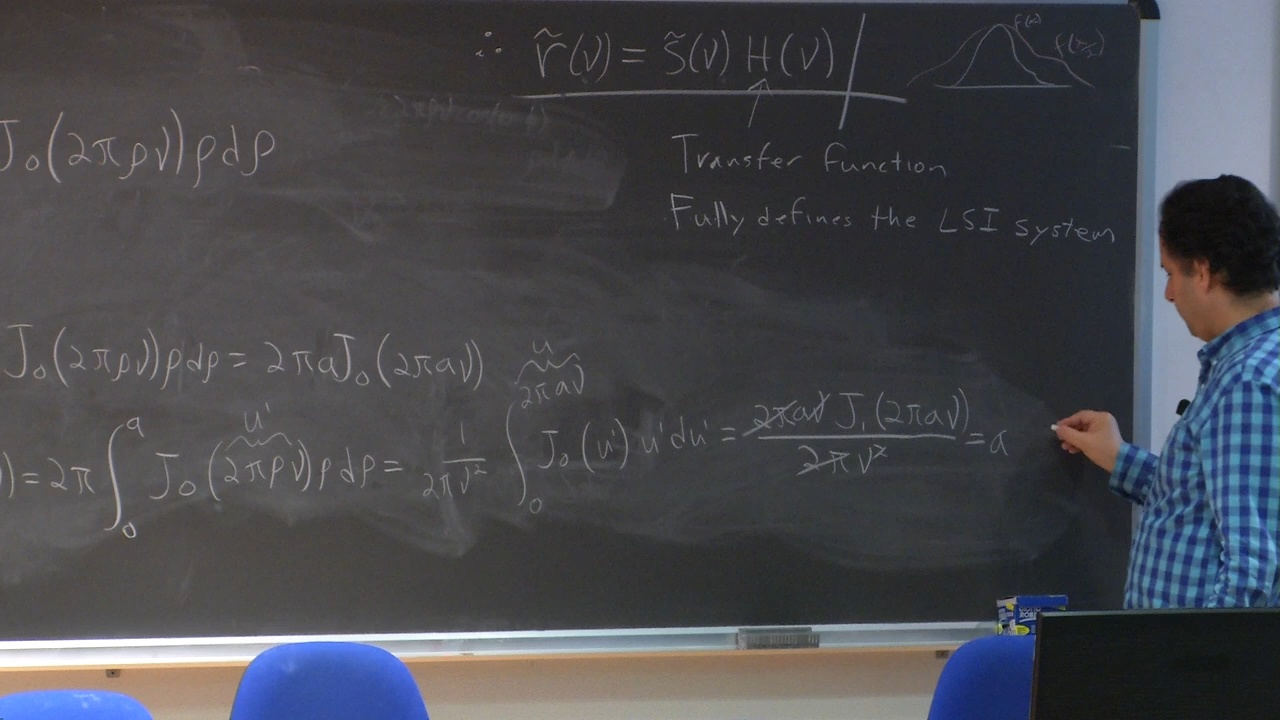 ∴ r̃(ν) = s̃(ν) H(ν)
f(x)
f(x/2)
J₀(2πρν)ρdρ
Transfer function
Fully defines the LSI system
J₀(2πρν)ρdρ = 2πaJ₀(2πaν)
u
2πaν
u'
) = 2π ∫₀ᵃ J₀(2πρν)ρdρ = 1/(2πν²) ∫₀ J₀(u')u'du' = 2πaν J₁(2πaν) / 2πν² = a